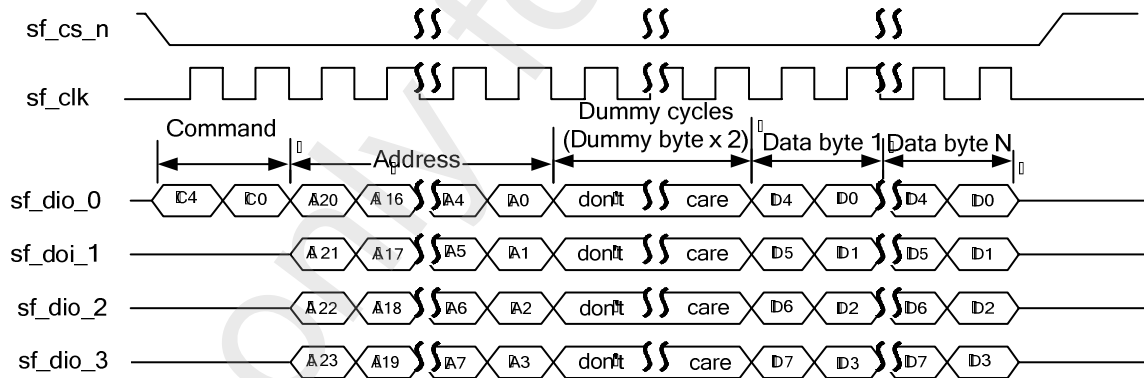 sf_cs_n
sf_clk
Dummy cycles
Command
(Dummy byte x 2)
Data byte 1
Data byte N
Address
sf_dio_0 C4 C0 A20 A16 A4 A0 don't care D4 D0 D4 D0
sf_doi_1 A21 A17 A5 A1 don't care D5 D1 D5 D1
sf_dio_2 A22 A18 A6 A2 don't care D6 D2 D6 D2
sf_dio_3 A23 A19 A7 A3 don't care D7 D3 D7 D3
only fo